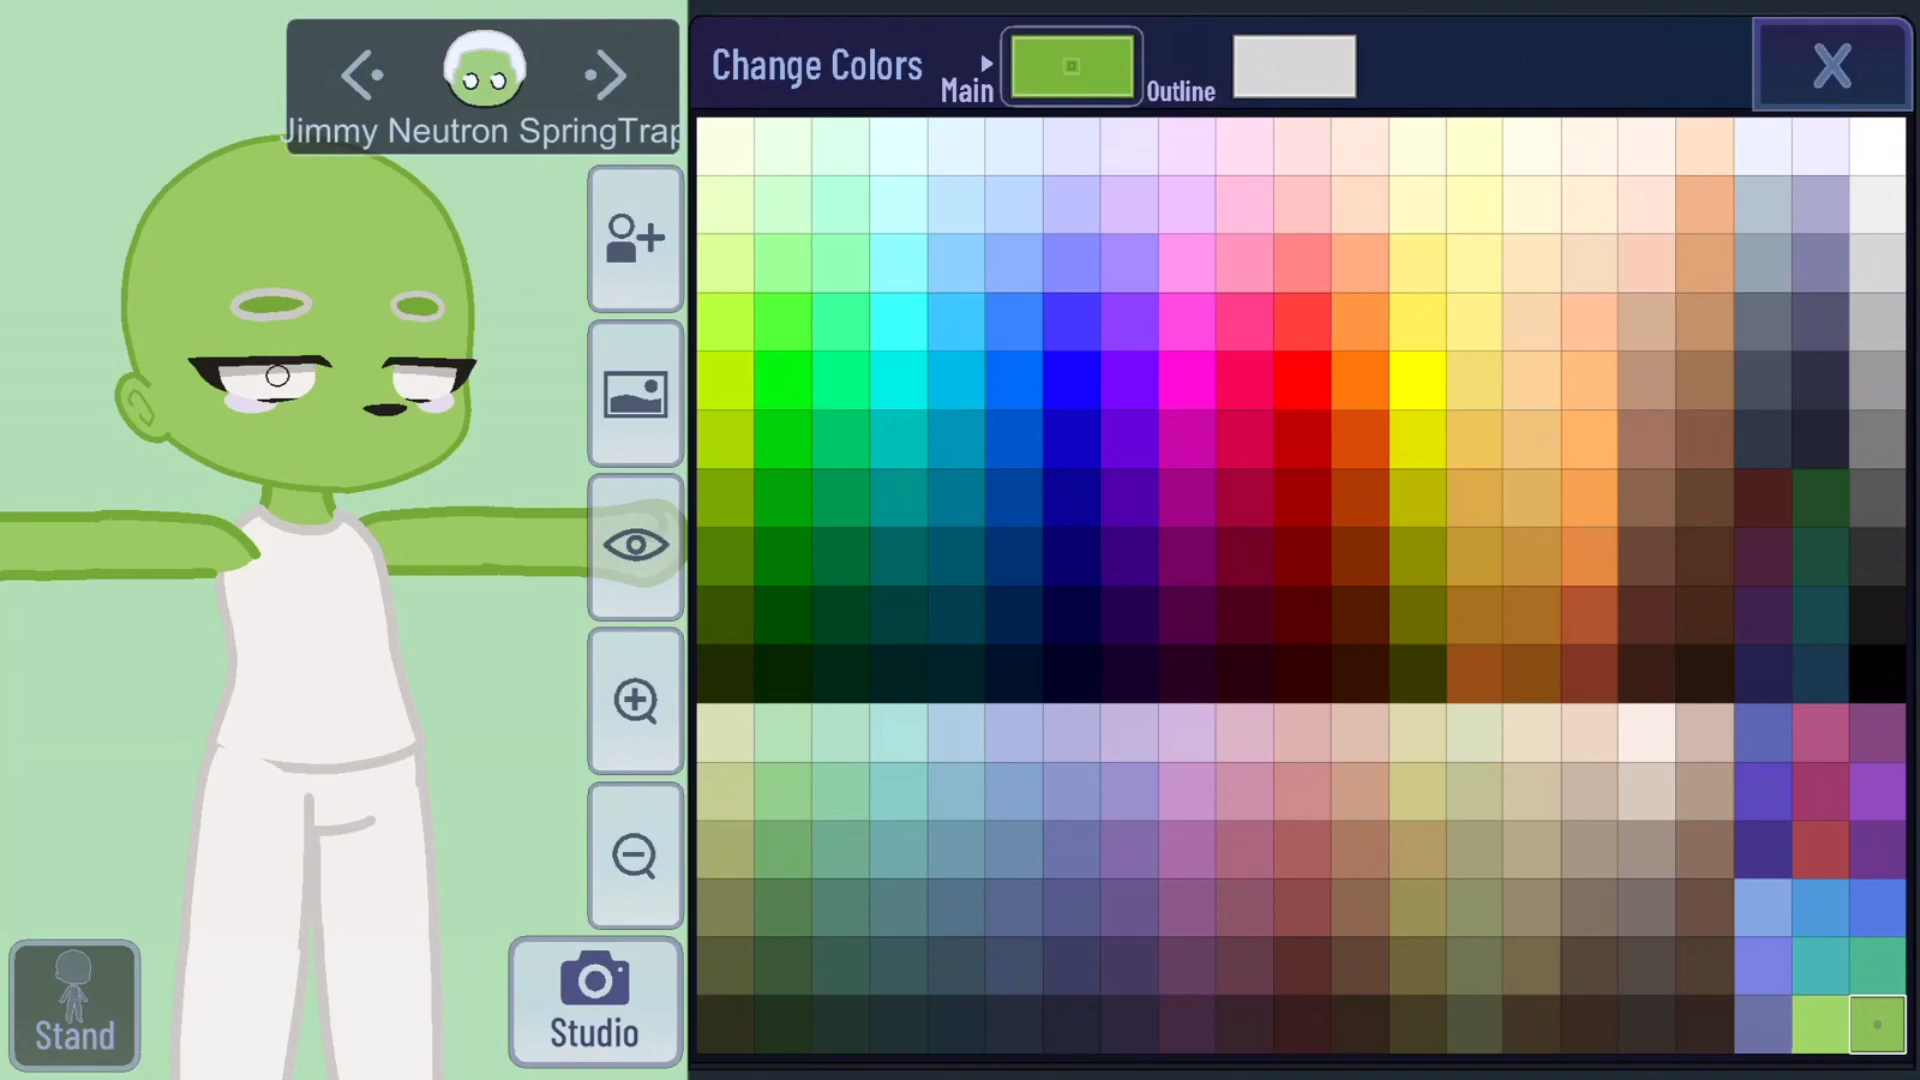 Jimmy Neutron SpringTrap
Change Colors
Main
Outline
X
Stand
Studio